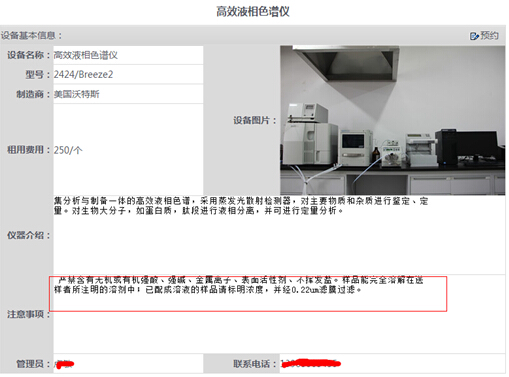 高效液相色谱仪
设备基本信息：
预约
设备名称：高效液相色谱仪
型号：2424/Breeze2
制造商：美国沃特斯
租用费用：250/个
设备图片：
仪器介绍：
集分析与制备一体的高效液相色谱，采用蒸发光散射检测器，对主要物质和杂质进行鉴定、定
量。对生物大分子，如蛋白质，肽段进行液相分离，并可进行定量分析。
注意事项：
严禁含有无机或有机强酸、强碱、金属离子、表面活性剂、不挥发盐。样品能完全溶解在送
样者所注明的溶剂中；已配成溶液的样品请标明浓度，并经0.22um滤膜过滤。
管理员：
联系电话：